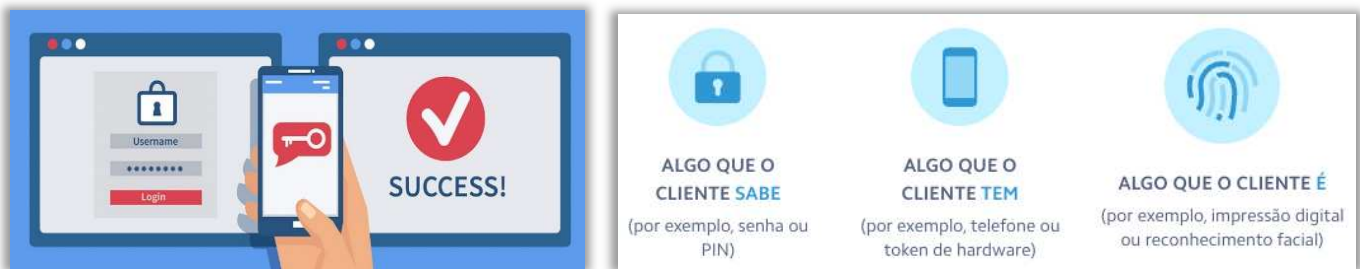 Username
********
Login
SUCCESS!
ALGO QUE O
CLIENTE SABE
(por exemplo, senha ou
PIN)
ALGO QUE O
CLIENTE TEM
(por exemplo, telefone ou
token de hardware)
ALGO QUE O CLIENTE É
(por exemplo, impressão digital
ou reconhecimento facial)